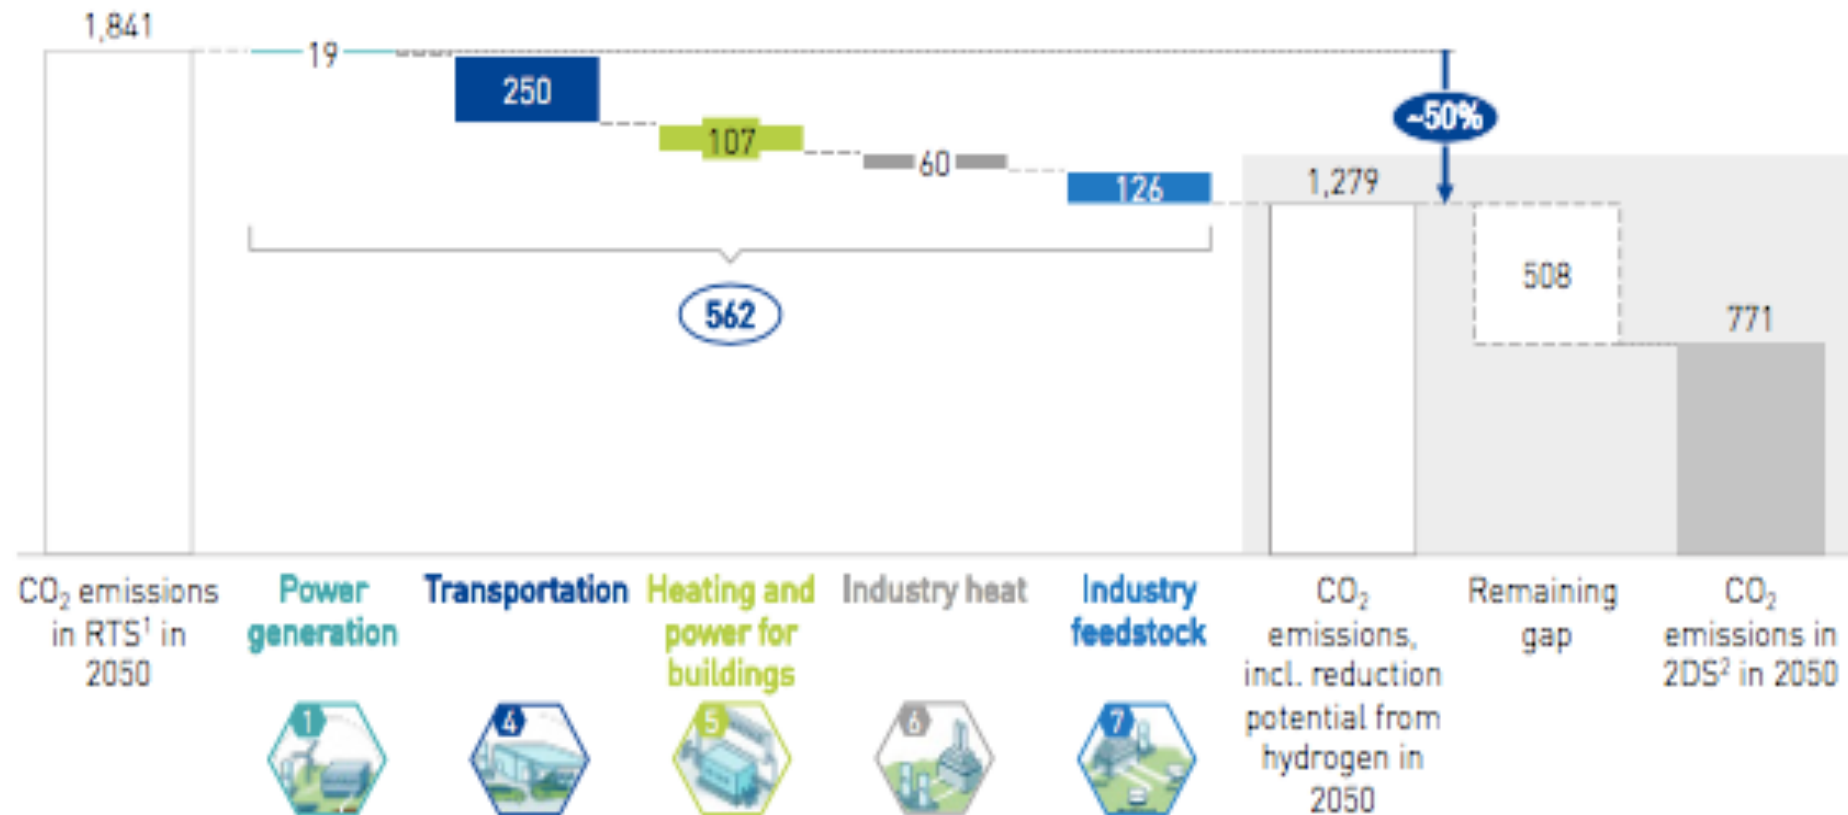 1,841
19
250
107
60
126
~50%
1,279
508
771
562
CO₂ emissions
in RTS¹ in
2050
Power
generation
Transportation
Heating and
power for
buildings
Industry heat
Industry
feedstock
CO₂
emissions,
incl. reduction
potential from
hydrogen in
2050
Remaining
gap
CO₂
emissions in
2DS² in 2050
1
4
5
6
7